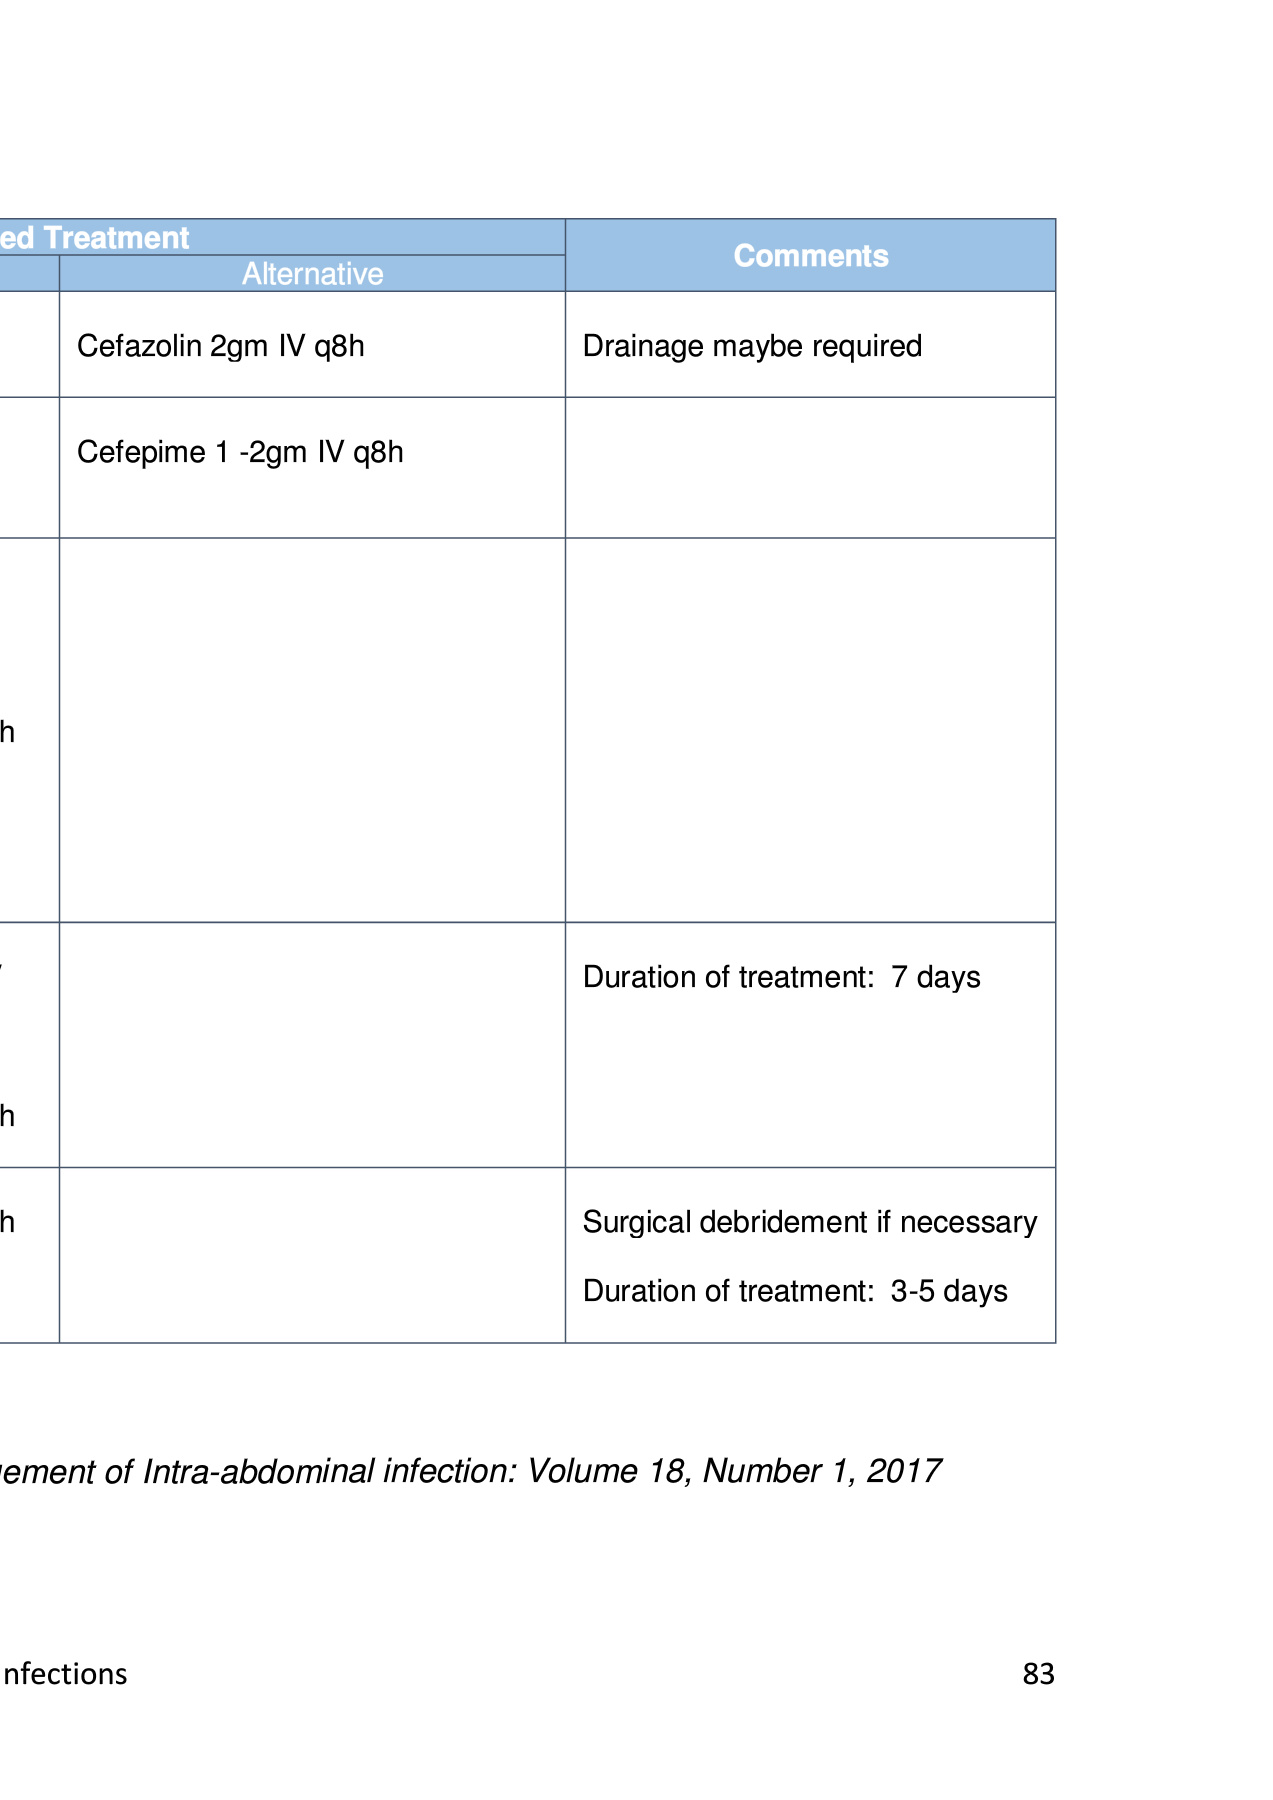 ed Treatment
Comments
Alternative
Cefazolin 2gm IV q8h
Drainage maybe required
Cefepime 1 -2gm IV q8h
h
Duration of treatment:  7 days
h
h
Surgical debridement if necessary
Duration of treatment:  3-5 days
ement of Intra-abdominal infection: Volume 18, Number 1, 2017
nfections
83